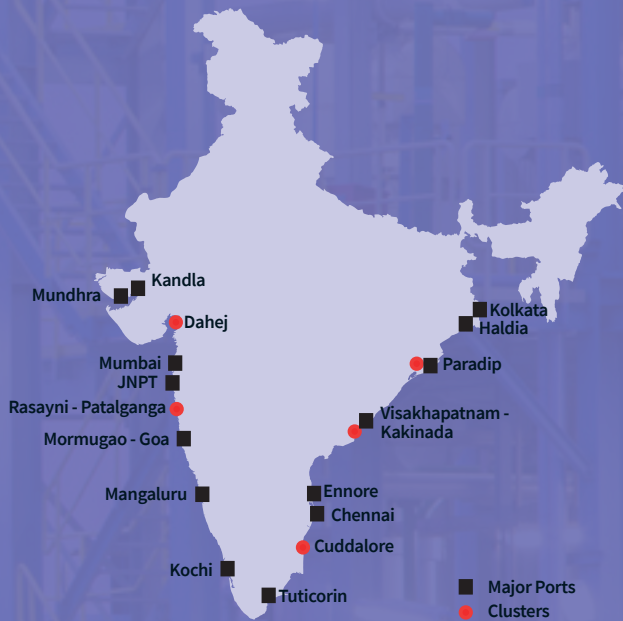 Kandla
Mundhra
Dahej
Kolkata
Haldia
Mumbai
JNPT
Paradip
Rasayni - Patalganga
Visakhapatnam -
Kakinada
Mormugao - Goa
Mangaluru
Ennore
Chennai
Cuddalore
Kochi
Tuticorin
Major Ports
Clusters